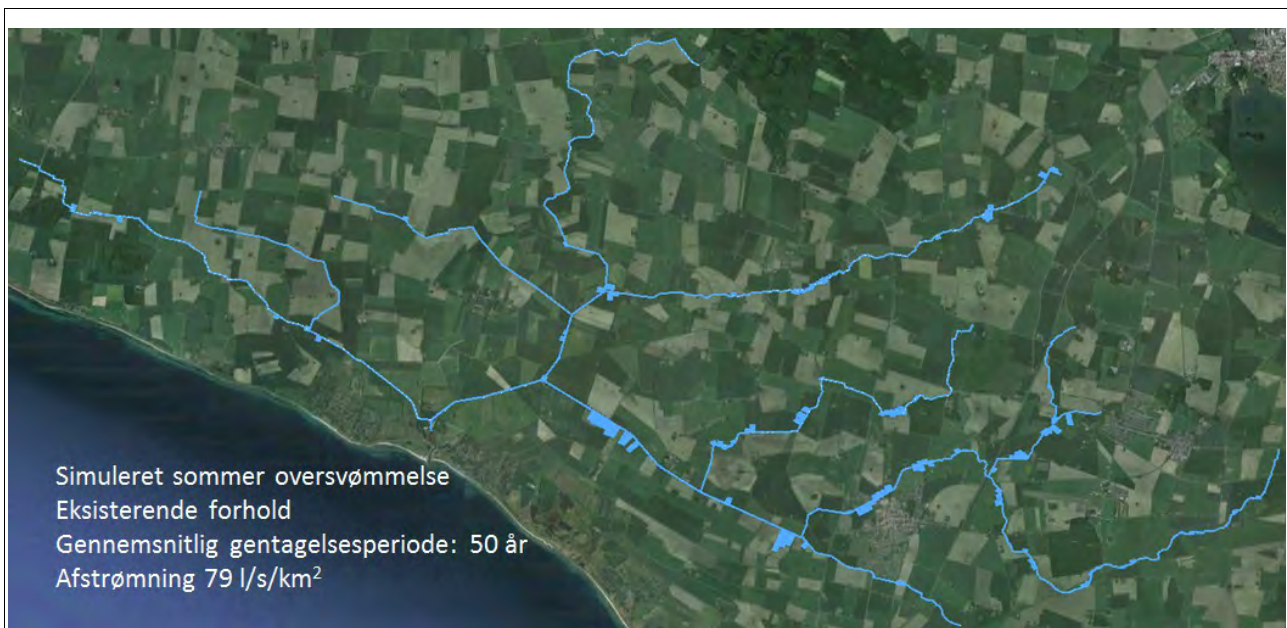 Simuleret sommer oversvømmelse
Eksisterende forhold
Gennemsnitlig gentagelsesperiode: 50 år
Afstrømning 79 l/s/km²